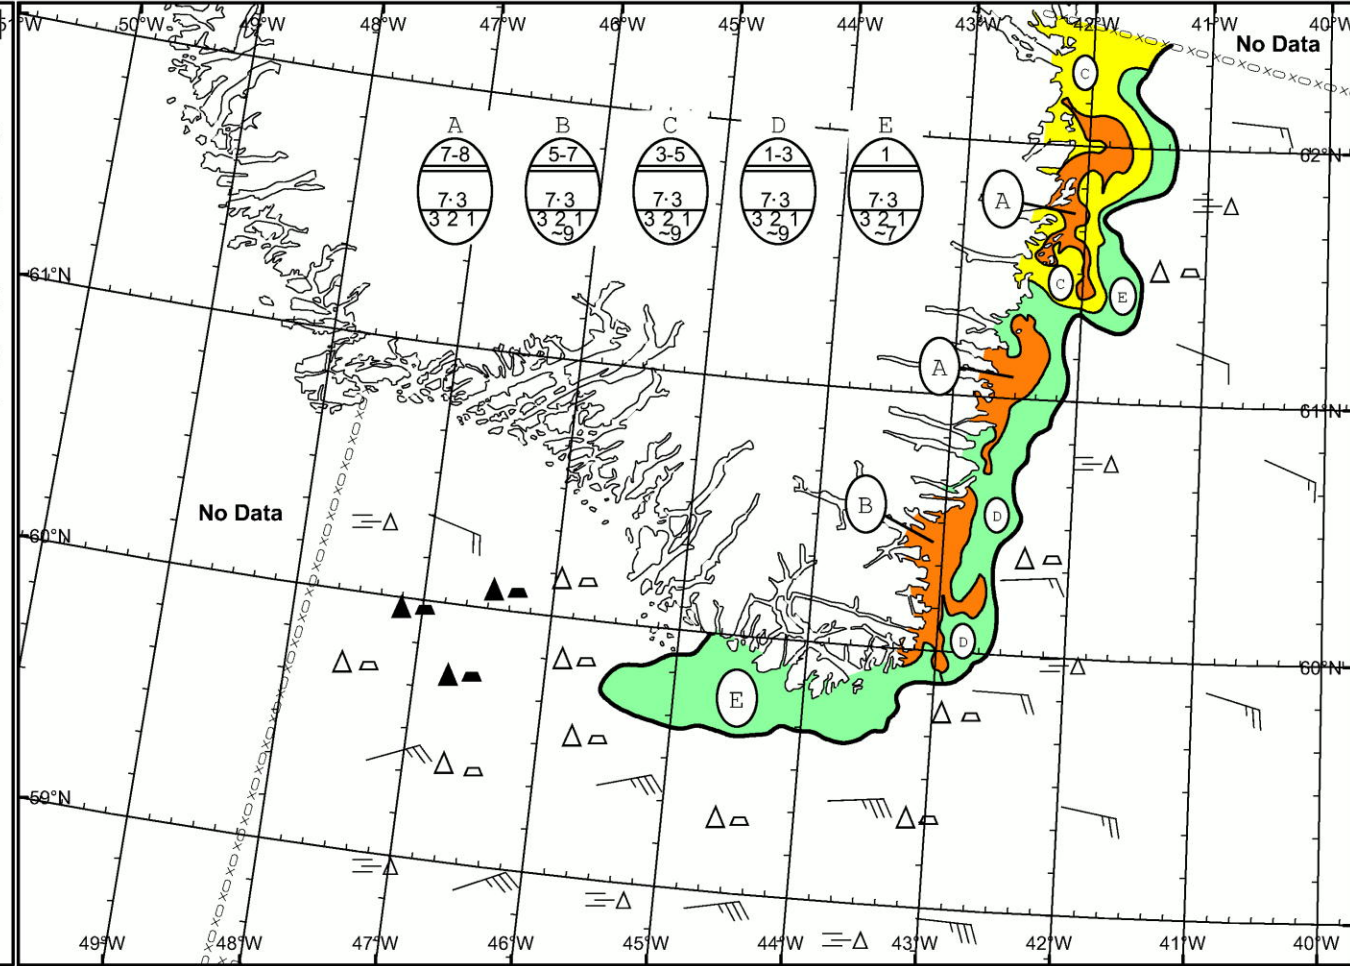 50°W 49°W 48°W 47°W 46°W 45°W 44°W 43°W 42°W 41°W 40°W
No Data
C
A B C D E
7-8 5-7 3-5 1-3 1
7·3 7·3 7·3 7·3 7·3
3 2 1 3 2 1 3 2 1 3 2 1 3 2 1
~9 ~9 ~9 ~7
62°N
A
61°N
C
E
A
61°N
B
No Data
D
60°N
D
60°N
E
59°N
49°W 48°W 47°W 46°W 45°W 44°W 43°W 42°W 41°W 40°W